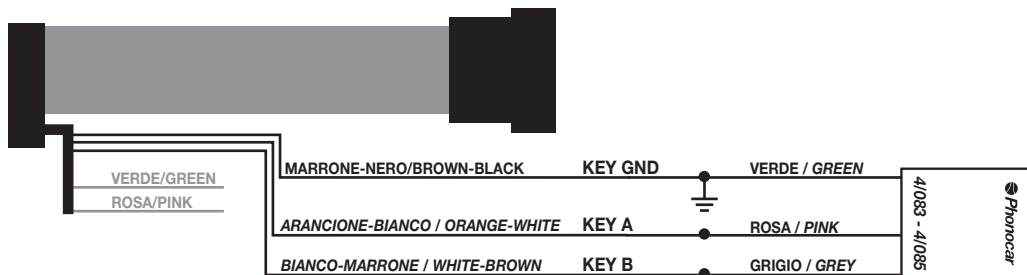 VERDE/GREEN
ROSA/PINK
MARRONE-NERO/BROWN-BLACK KEY GND VERDE / GREEN
ARANCIONE-BIANCO / ORANGE-WHITE KEY A ROSA / PINK
BIANCO-MARRONE / WHITE-BROWN KEY B GRIGIO / GREY
4/083 - 4/085
Phonocar